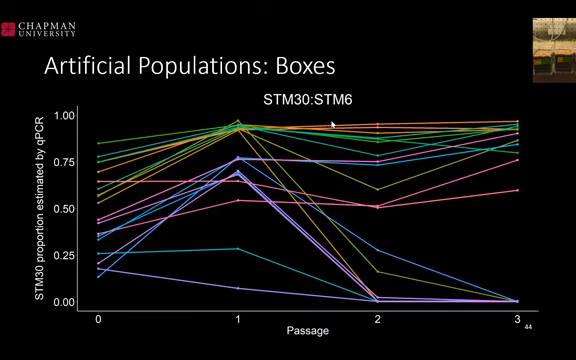 CHAPMAN
UNIVERSITY
Artificial Populations: Boxes
STM30:STM6
STM30 proportion estimated by qPCR
1.00
0.75
0.50
0.25
0.00
0
1
2
3
Passage
44